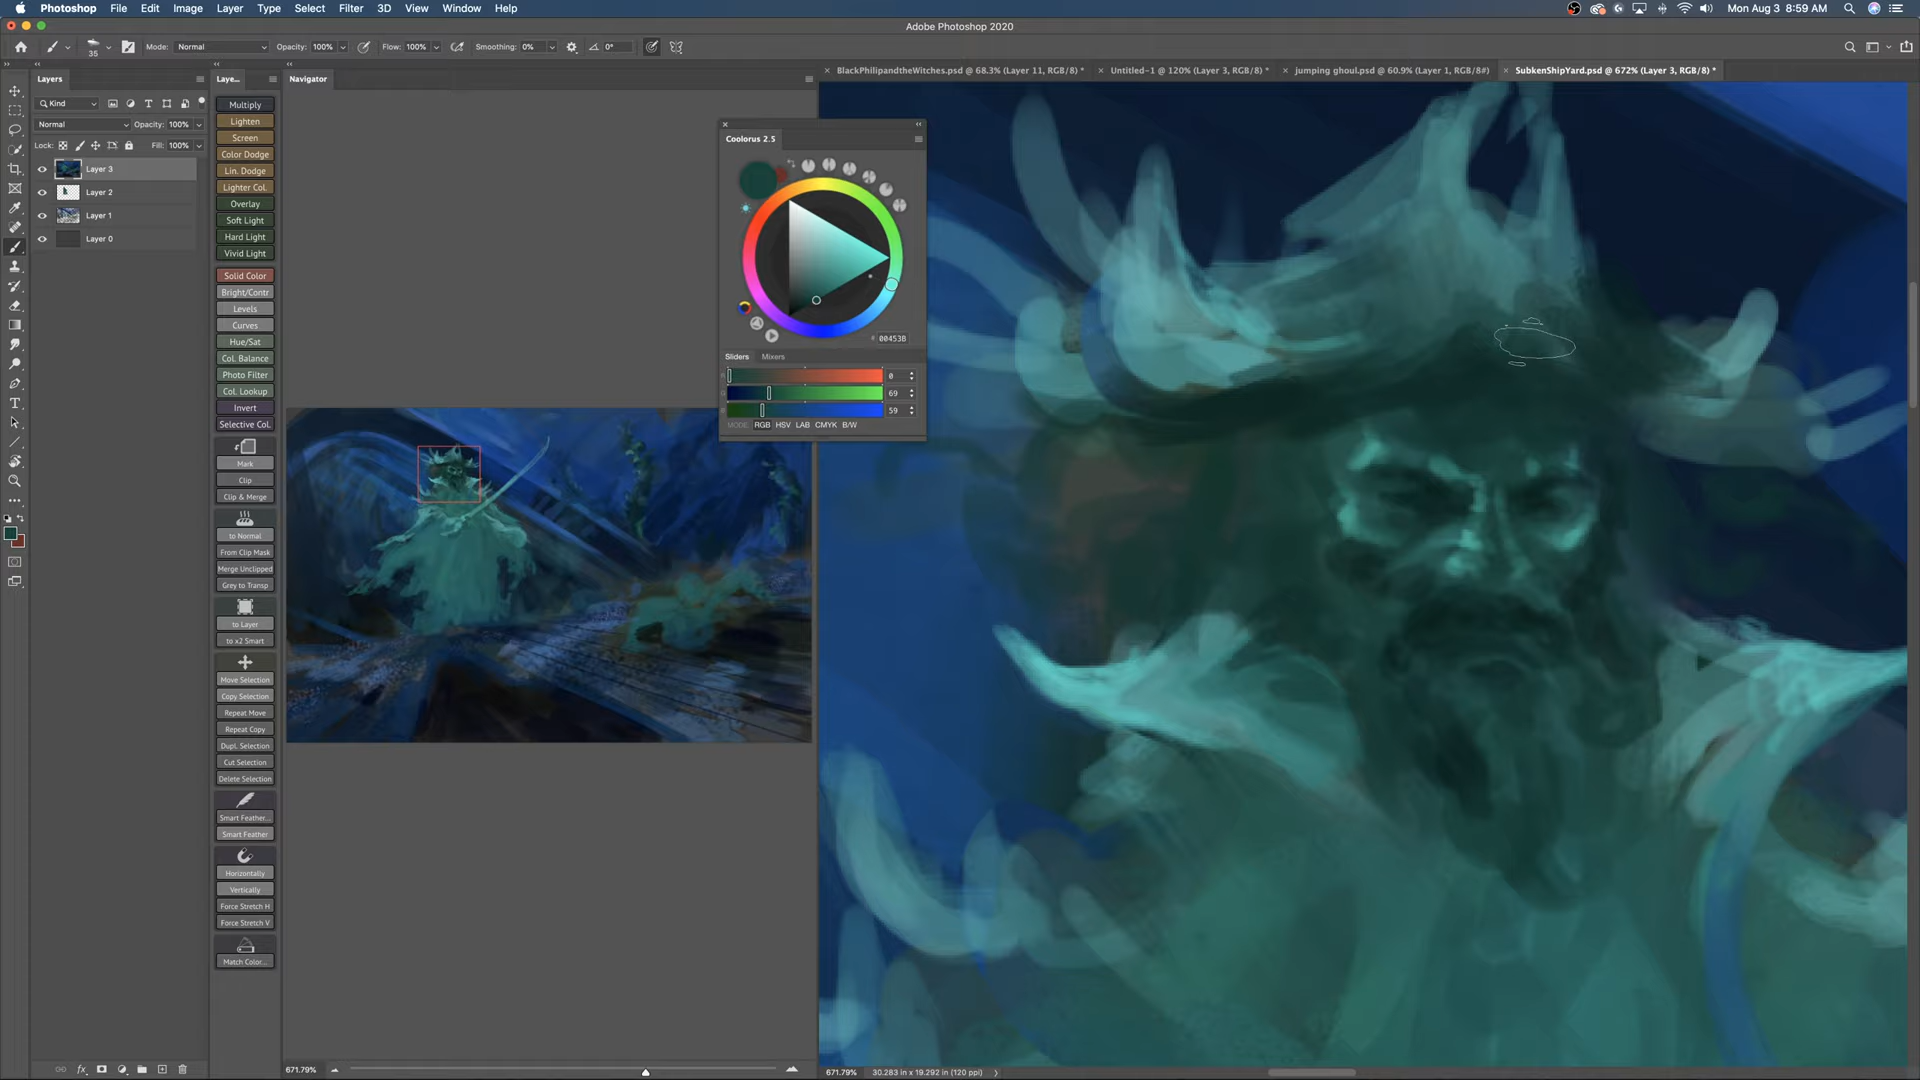 Photoshop File Edit Image Layer Type Select Filter 3D View Window Help Mon Aug 3 8:59 AM
Adobe Photoshop 2020
35 Mode: Normal Opacity: 100% Flow: 100% Smoothing: 0% 0°
Layers
Kind
Normal Opacity: 100%
Lock: Fill: 100%
Layer 3
Layer 2
Layer 1
Layer 0
Laye...
Multiply
Lighten
Screen
Color Dodge
Lin. Dodge
Lighter Col.
Overlay
Soft Light
Hard Light
Vivid Light
Solid Color
Bright/Contr
Levels
Curves
Hue/Sat
Col. Balance
Photo Filter
Col. Lookup
Invert
Selective Col.
Mark
Clip
Clip & Merge
to Normal
From Clip Mask
Merge Unclipped
Grey to Transp
to Layer
to x2 Smart
Move Selection
Copy Selection
Repeat Move
Repeat Copy
Dupl. Selection
Cut Selection
Delete Selection
Smart Feather...
Smart Feather
Horizontally
Vertically
Force Stretch H
Force Stretch V
Match Color...
Navigator
671.79%
Coolorus 2.5
# 00453B
Sliders Mixers
0
69
59
MODE: RGB HSV LAB CMYK B/W
BlackPhilipandtheWitches.psd @ 68.3% (Layer 11, RGB/8) *
Untitled-1 @ 120% (Layer 3, RGB/8) *
jumping ghoul.psd @ 60.9% (Layer 1, RGB/8#)
SubkenShipYard.psd @ 672% (Layer 3, RGB/8) *
671.79% 30.283 in x 19.292 in (120 ppi)